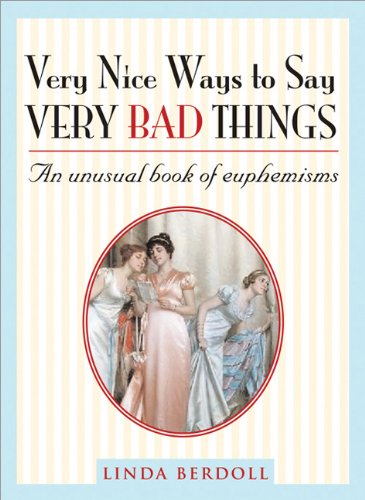 Very Nice Ways to Say
VERY BAD THINGS
An unusual book of euphemisms
LINDA BERDOLL